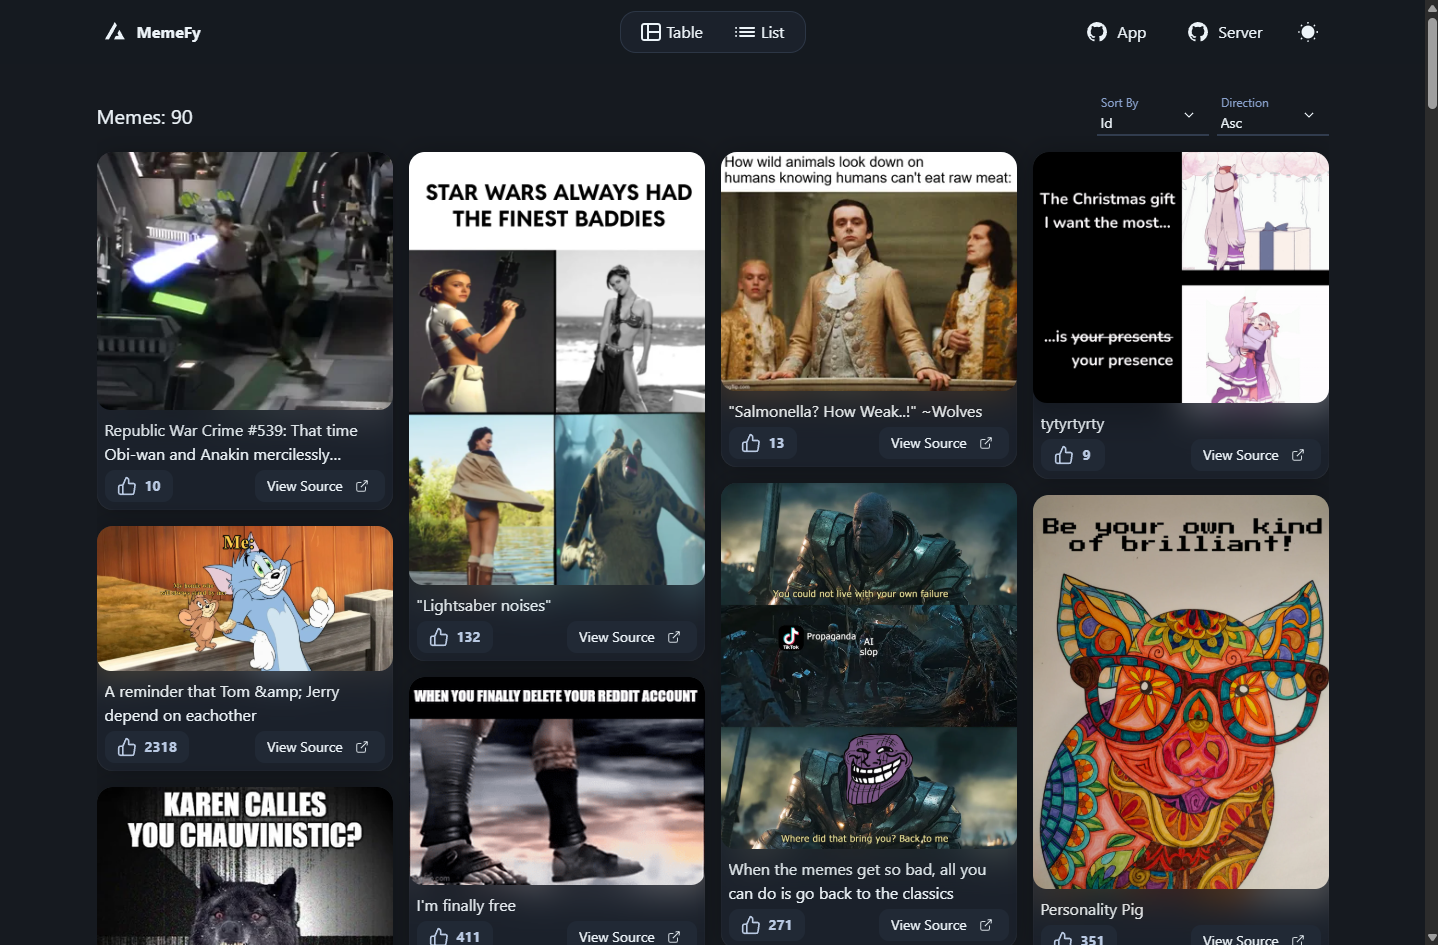 MemeFy
Table
List
App
Server
Memes: 90
Sort By
Id
Direction
Asc
Republic War Crime #539: That time
Obi-wan and Anakin mercilessly...
10
View Source
Me:
A reminder that Tom &amp; Jerry
depend on eachother
2318
View Source
KAREN CALLES
YOU CHAUVINISTIC?
STAR WARS ALWAYS HAD
THE FINEST BADDIES
"Lightsaber noises"
132
View Source
WHEN YOU FINALLY DELETE YOUR REDDIT ACCOUNT
I'm finally free
411
View Source
How wild animals look down on
humans knowing humans can't eat raw meat:
"Salmonella? How Weak..!" ~Wolves
13
View Source
You could not live with your own failure
TikTok
Propaganda
AI
slop
Where did that bring you? Back to me
When the memes get so bad, all you
can do is go back to the classics
271
View Source
The Christmas gift
I want the most...
...is your presents
your presence
tytyrtyrty
9
View Source
Be your own kind
of brilliant!
Personality Pig
351
View Source